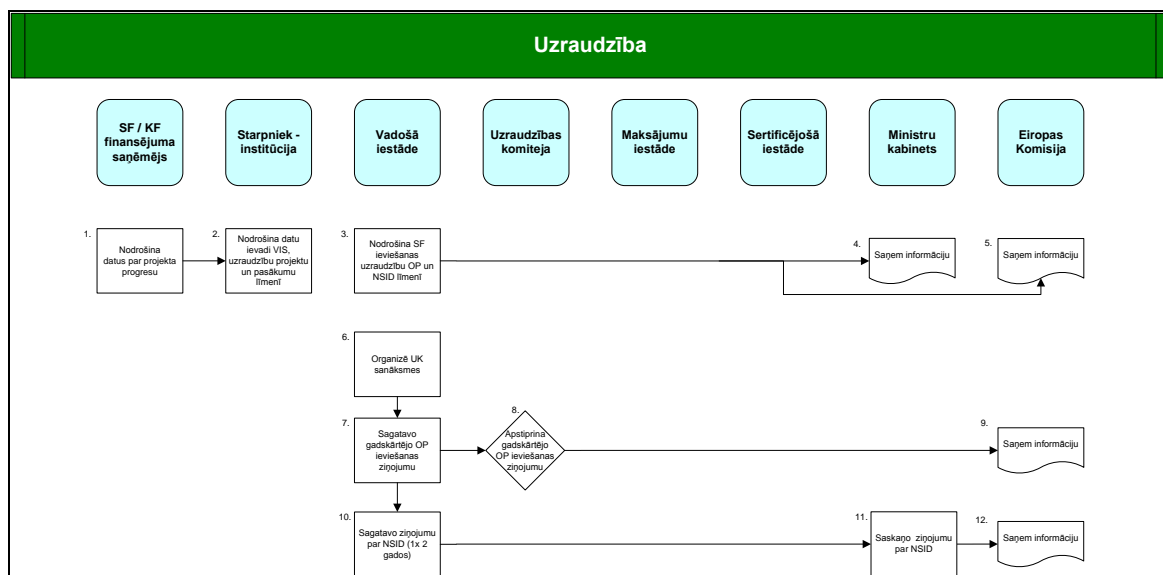 Uzraudzība
SF / KF
finansējuma
saņēmējs
Starpniek -
institūcija
Vadošā
iestāde
Uzraudzības
komiteja
Maksājumu
iestāde
Sertificējošā
iestāde
Ministru
kabinets
Eiropas
Komisija
1.
Nodrošina
datus par projekta
progresu
2.
Nodrošina datu
ievadi VIS,
uzraudzību projektu
un pasākumu
līmenī
3.
Nodrošina SF
ieviešanas
uzraudzību OP un
NSID līmenī
4.
Saņem informāciju
5.
Saņem informāciju
6.
Organizē UK
sanāksmes
7.
Sagatavo
gadskārtējo OP
ieviešanas
ziņojumu
8.
Apstiprina
gadskārtējo
OP ieviešanas
ziņojumu
9.
Saņem informāciju
10.
Sagatavo ziņojumu
par NSID (1x 2
gados)
11.
Saskaņo ziņojumu
par NSID
12.
Saņem informāciju